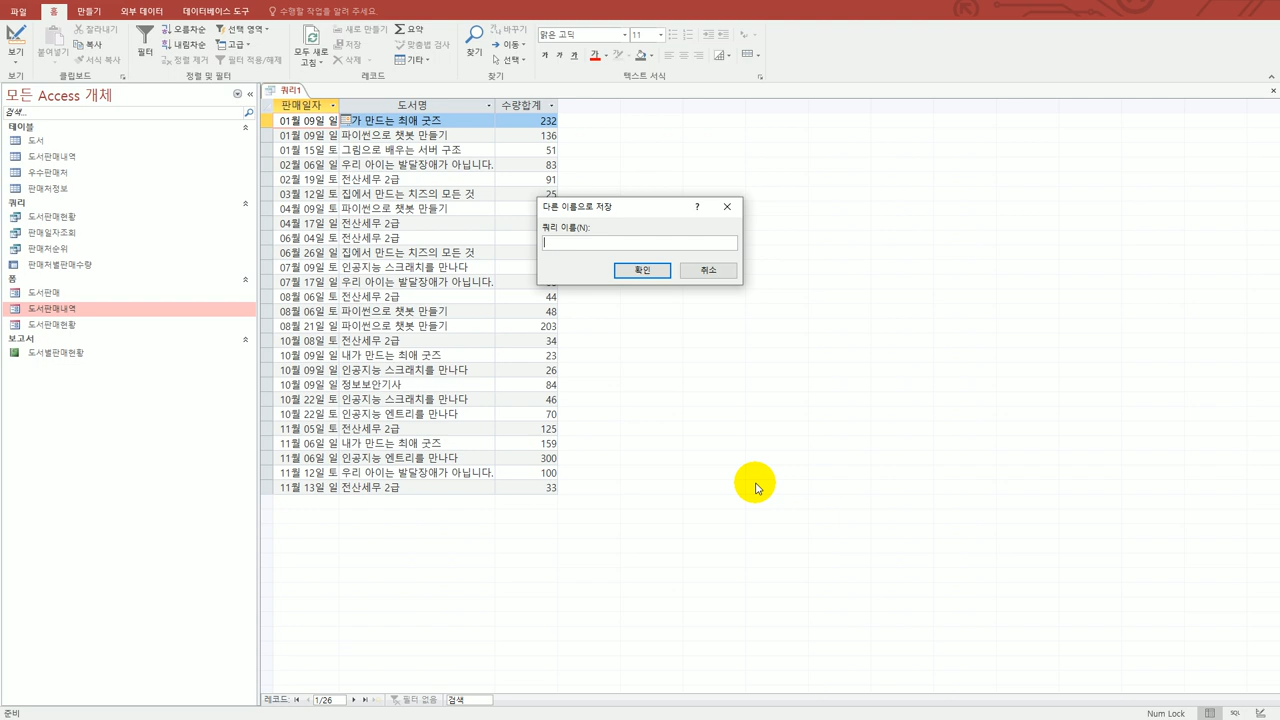 파일 홈 만들기 외부 데이터 데이터베이스 도구 수행할 작업을 알려 주세요.
보기
붙여넣기
잘라내기
복사
서식 복사
필터
오름차순
내림차순
정렬 제거
선택 영역
고급
필터 적용/해제
모두 새로
고침
새로 만들기
저장
삭제
요약
맞춤법 검사
기타
찾기
바꾸기
이동
선택
맑은 고딕 11
가 가 가 가
보기 클립보드 정렬 및 필터 레코드 찾기 텍스트 서식
모든 Access 개체
검색...
테이블
도서
도서판매내역
우수판매처
판매처정보
쿼리
도서판매현황
판매일자조회
판매처순위
판매처별판매수량
폼
도서판매
도서판매내역
도서판매현황
보고서
도서별판매현황
쿼리1
판매일자 도서명 수량합계
01월 09일 일 가 만드는 최애 굿즈 232
01월 09일 일 파이썬으로 챗봇 만들기 136
01월 15일 토 그림으로 배우는 서버 구조 51
02월 06일 일 우리 아이는 발달장애가 아닙니다. 83
02월 19일 토 전산세무 2급 91
03월 12일 토 집에서 만드는 치즈의 모든 것 25
04월 09일 토 파이썬으로 챗봇 만들기
04월 17일 일 전산세무 2급
06월 04일 토 전산세무 2급
06월 26일 일 집에서 만드는 치즈의 모든 것
07월 09일 토 인공지능 스크래치를 만나다
07월 17일 일 우리 아이는 발달장애가 아닙니다.
08월 06일 토 전산세무 2급 44
08월 06일 토 파이썬으로 챗봇 만들기 48
08월 21일 일 파이썬으로 챗봇 만들기 203
10월 08일 토 전산세무 2급 34
10월 09일 일 내가 만드는 최애 굿즈 23
10월 09일 일 인공지능 스크래치를 만나다 26
10월 09일 일 정보보안기사 84
10월 22일 토 인공지능 스크래치를 만나다 46
10월 22일 토 인공지능 엔트리를 만나다 70
11월 05일 토 전산세무 2급 125
11월 06일 일 내가 만드는 최애 굿즈 159
11월 06일 일 인공지능 엔트리를 만나다 300
11월 12일 토 우리 아이는 발달장애가 아닙니다. 100
11월 13일 일 전산세무 2급 33
다른 이름으로 저장 ?
쿼리 이름(N):
확인 취소
레코드: 1/26 필터 없음 검색
준비 Num Lock SQL